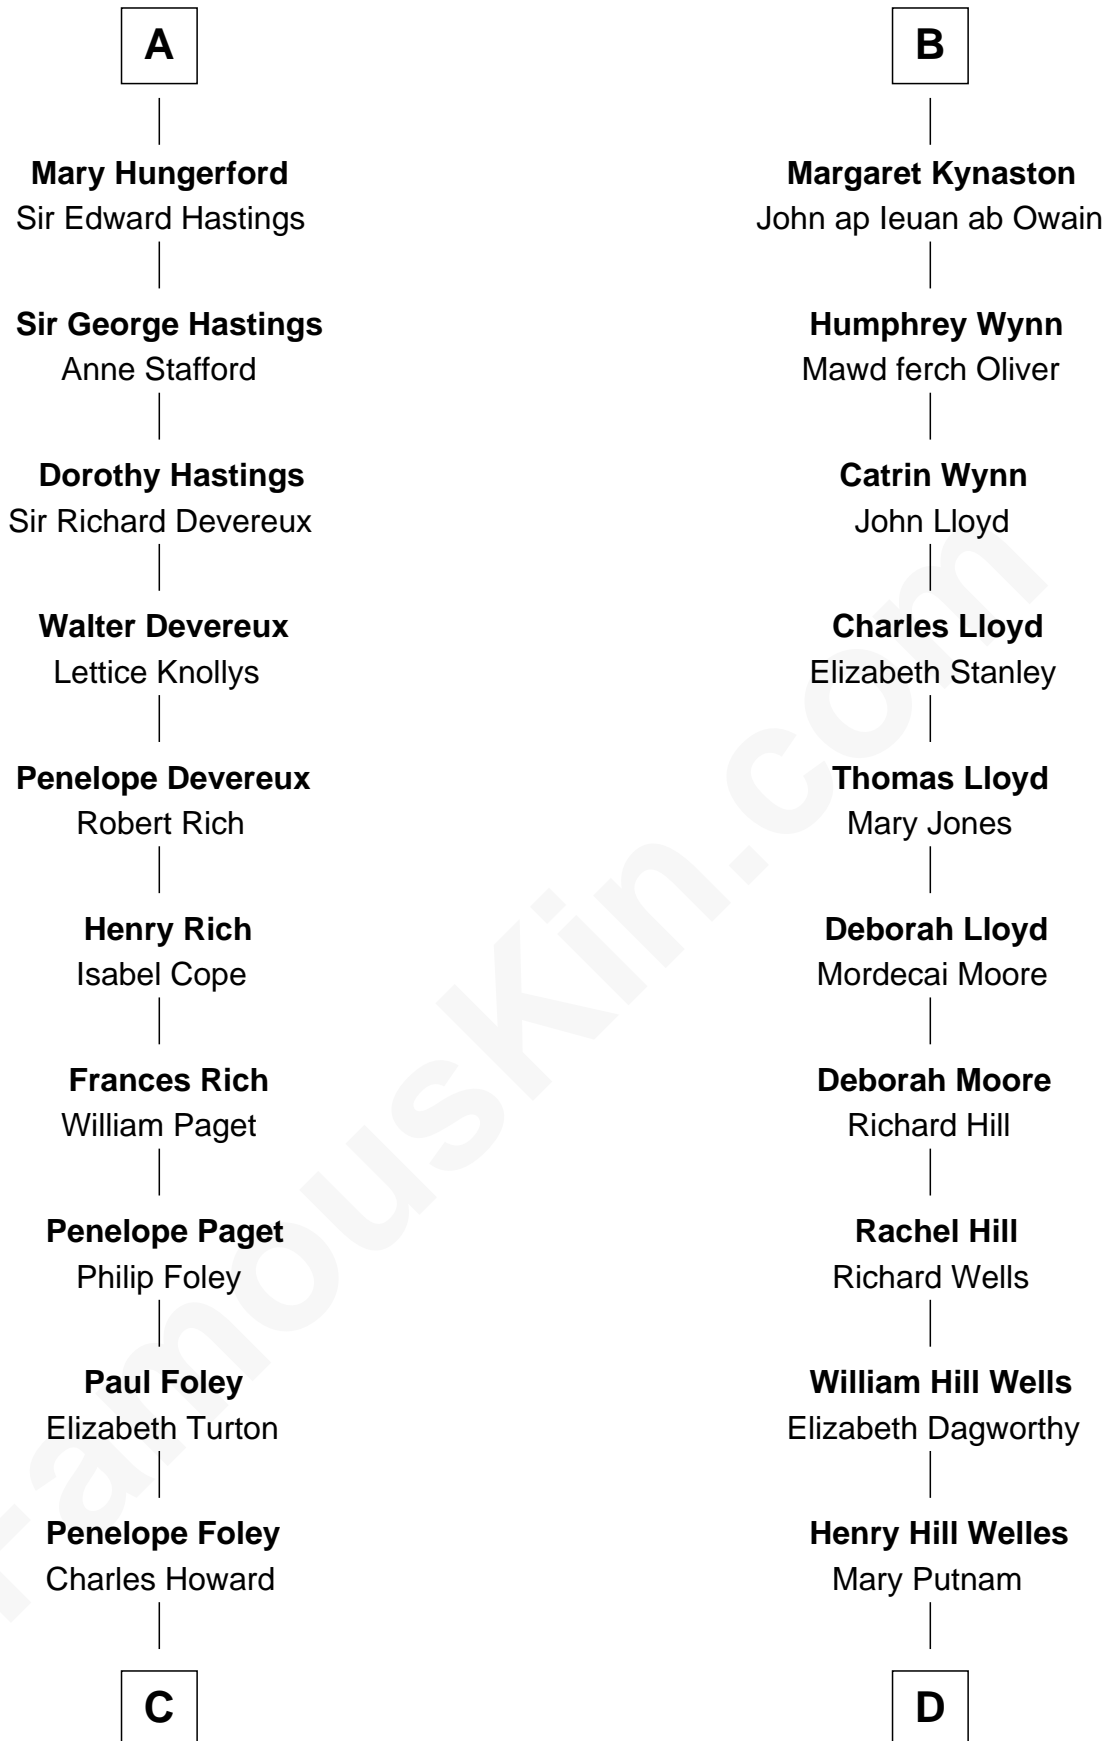 A
Mary Hungerford
Sir Edward Hastings
Sir George Hastings
Anne Stafford
Dorothy Hastings
Sir Richard Devereux
Walter Devereux
Lettice Knollys
Penelope Devereux
Robert Rich
Henry Rich
Isabel Cope
Frances Rich
William Paget
Penelope Paget
Philip Foley
Paul Foley
Elizabeth Turton
Penelope Foley
Charles Howard
C
B
Margaret Kynaston
John ap Ieuan ab Owain
Humphrey Wynn
Mawd ferch Oliver
Catrin Wynn
John Lloyd
Charles Lloyd
Elizabeth Stanley
Thomas Lloyd
Mary Jones
Deborah Lloyd
Mordecai Moore
Deborah Moore
Richard Hill
Rachel Hill
Richard Wells
William Hill Wells
Elizabeth Dagworthy
Henry Hill Welles
Mary Putnam
D
FamousKin.com